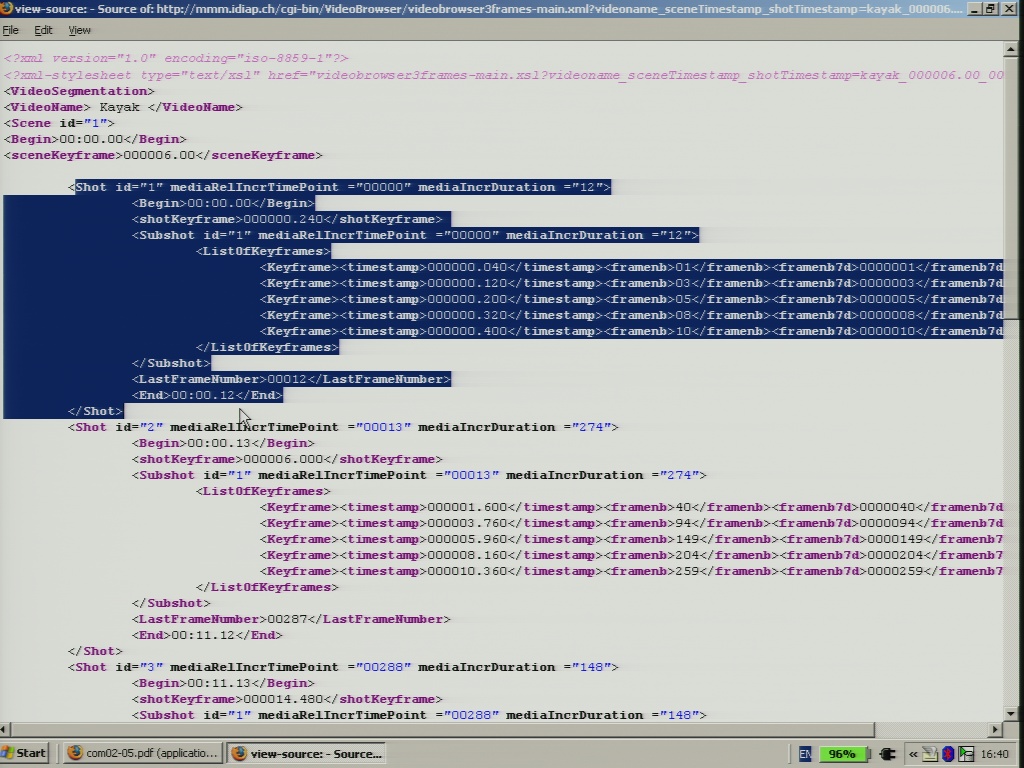 view-source: - Source of: http://mmm.idiap.ch/cgi-bin/VideoBrowser/videobrowser3frames-main.xml?videoname_sceneTimestamp_shotTimestamp=kayak_000006....
File Edit View
<?xml version="1.0" encoding="iso-8859-1"?>
<?xml-stylesheet type="text/xsl" href="videobrowser3frames-main.xsl?videoname_sceneTimestamp_shotTimestamp=kayak_000006.00_00
<VideoSegmentation>
<VideoName> Kayak </VideoName>
<Scene id="1">
<Begin>00:00.00</Begin>
<sceneKeyframe>000006.00</sceneKeyframe>
<Shot id="1" mediaRelIncrTimePoint ="00000" mediaIncrDuration ="12">
<Begin>00:00.00</Begin>
<shotKeyframe>000000.240</shotKeyframe>
<Subshot id="1" mediaRelIncrTimePoint ="00000" mediaIncrDuration ="12">
<ListOfKeyframes>
<Keyframe><timestamp>000000.040</timestamp><framenb>01</framenb><framenb7d>0000001</framenb7d
<Keyframe><timestamp>000000.120</timestamp><framenb>03</framenb><framenb7d>0000003</framenb7d
<Keyframe><timestamp>000000.200</timestamp><framenb>05</framenb><framenb7d>0000005</framenb7d
<Keyframe><timestamp>000000.320</timestamp><framenb>08</framenb><framenb7d>0000008</framenb7d
<Keyframe><timestamp>000000.400</timestamp><framenb>10</framenb><framenb7d>0000010</framenb7d
</ListOfKeyframes>
</Subshot>
<LastFrameNumber>00012</LastFrameNumber>
<End>00:00.12</End>
</Shot>
<Shot id="2" mediaRelIncrTimePoint ="00013" mediaIncrDuration ="274">
<Begin>00:00.13</Begin>
<shotKeyframe>000006.000</shotKeyframe>
<Subshot id="1" mediaRelIncrTimePoint ="00013" mediaIncrDuration ="274">
<ListOfKeyframes>
<Keyframe><timestamp>000001.600</timestamp><framenb>40</framenb><framenb7d>0000040</framenb7d
<Keyframe><timestamp>000003.760</timestamp><framenb>94</framenb><framenb7d>0000094</framenb7d
<Keyframe><timestamp>000005.960</timestamp><framenb>149</framenb><framenb7d>0000149</framenb7
<Keyframe><timestamp>000008.160</timestamp><framenb>204</framenb><framenb7d>0000204</framenb7
<Keyframe><timestamp>000010.360</timestamp><framenb>259</framenb><framenb7d>0000259</framenb7
</ListOfKeyframes>
</Subshot>
<LastFrameNumber>00287</LastFrameNumber>
<End>00:11.12</End>
</Shot>
<Shot id="3" mediaRelIncrTimePoint ="00288" mediaIncrDuration ="148">
<Begin>00:11.13</Begin>
<shotKeyframe>000014.480</shotKeyframe>
<Subshot id="1" mediaRelIncrTimePoint ="00288" mediaIncrDuration ="148">
Start com02-05.pdf (applicatio... view-source: - Source... EN 96% « 16:40